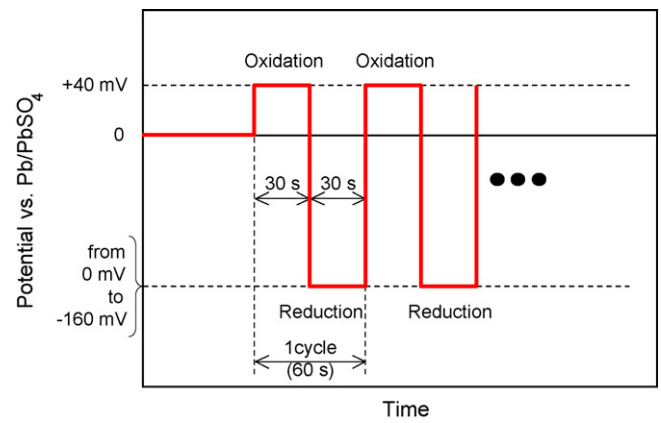 Oxidation Oxidation
+40 mV
0
30 s 30 s
from
0 mV
to
-160 mV
Reduction Reduction
1cycle
(60 s)
Time
Potential vs. Pb/PbSO4